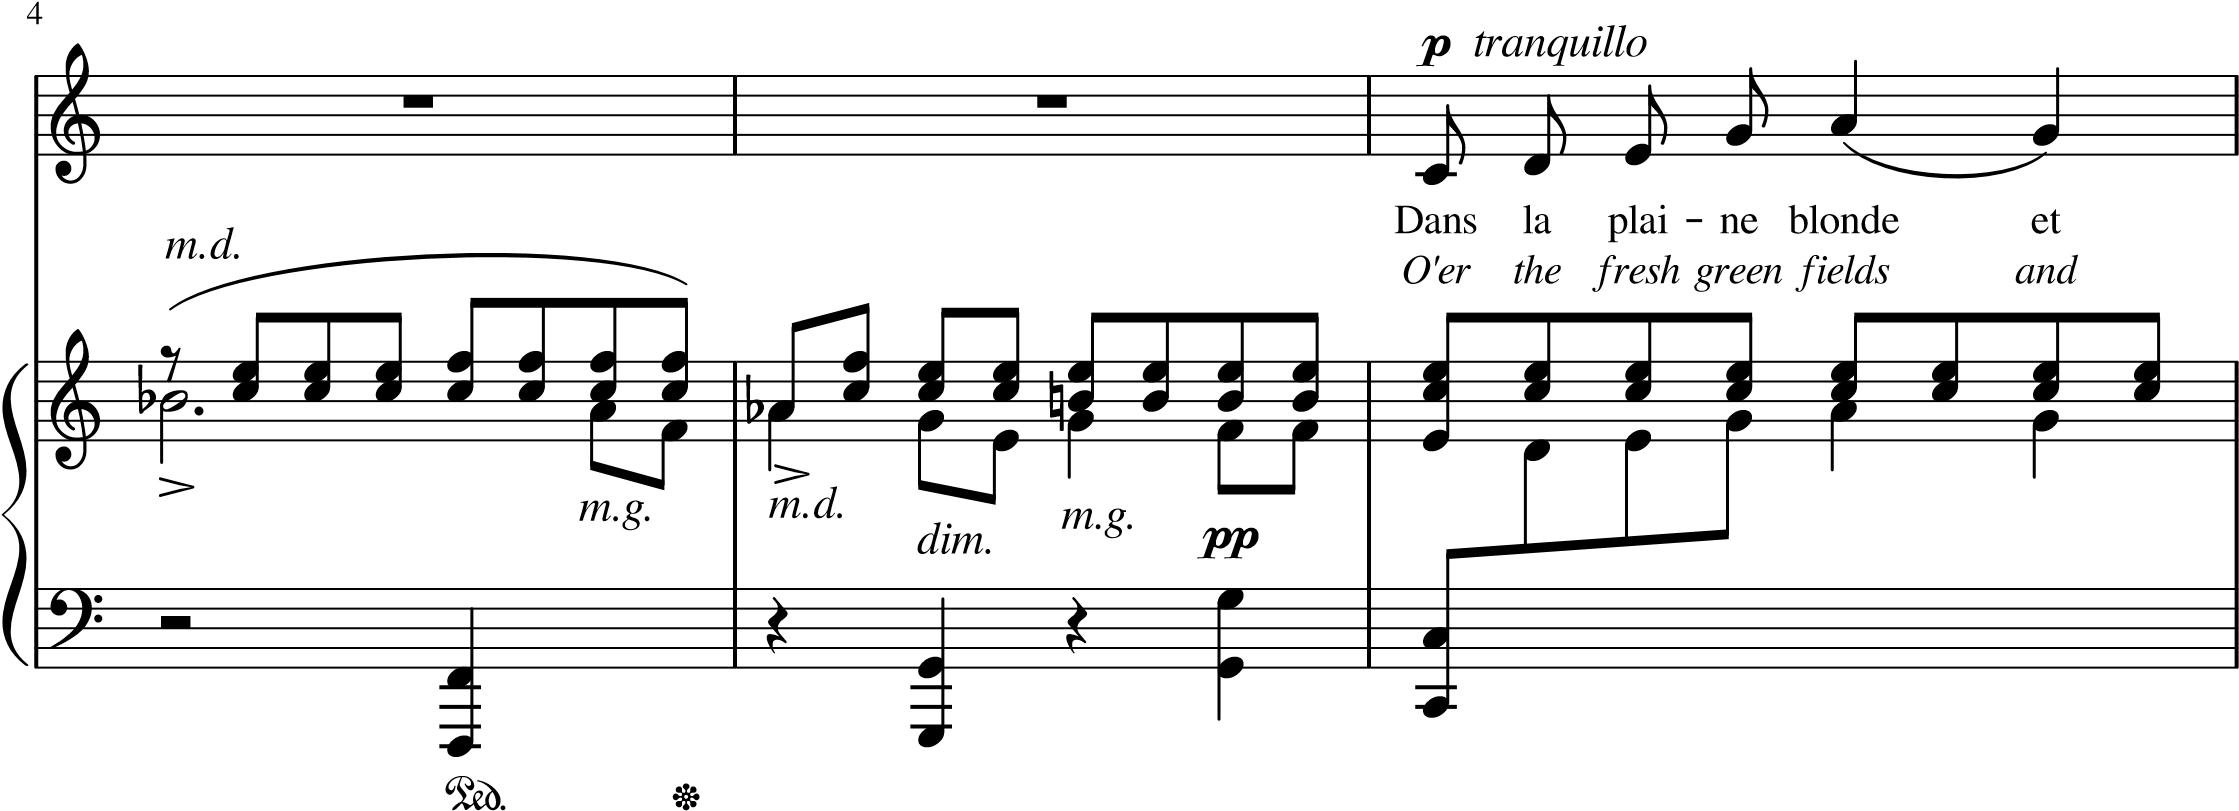 4
p tranquillo
Dans la plai - ne blonde et
O'er the fresh green fields and
m.d.
m.g. m.d. dim. m.g. pp
Ped.